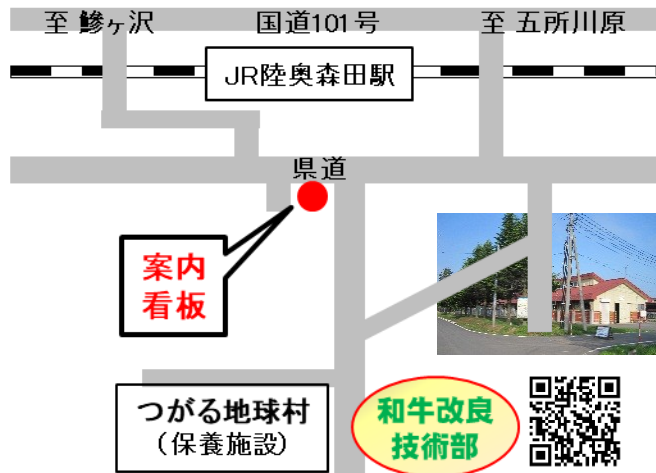 至 鰺ヶ沢
国道101号
至 五所川原
JR陸奥森田駅
県道
案内
看板
つがる地球村
（保養施設）
和牛改良
技術部